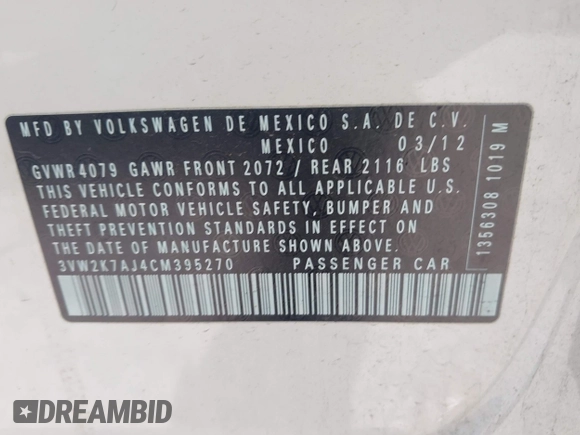 MFD BY VOLKSWAGEN DE MEXICO S.A. DE C.V.
MEXICO 03/12
GVWR 4079 GAWR FRONT 2072 / REAR 2116 LBS
THIS VEHICLE CONFORMS TO ALL APPLICABLE U.S.
FEDERAL MOTOR VEHICLE SAFETY, BUMPER AND
THEFT PREVENTION STANDARDS IN EFFECT ON
THE DATE OF MANUFACTURE SHOWN ABOVE.
3VW2K7AJ4CM395270 PASSENGER CAR
13563081019 M
DREAMBID